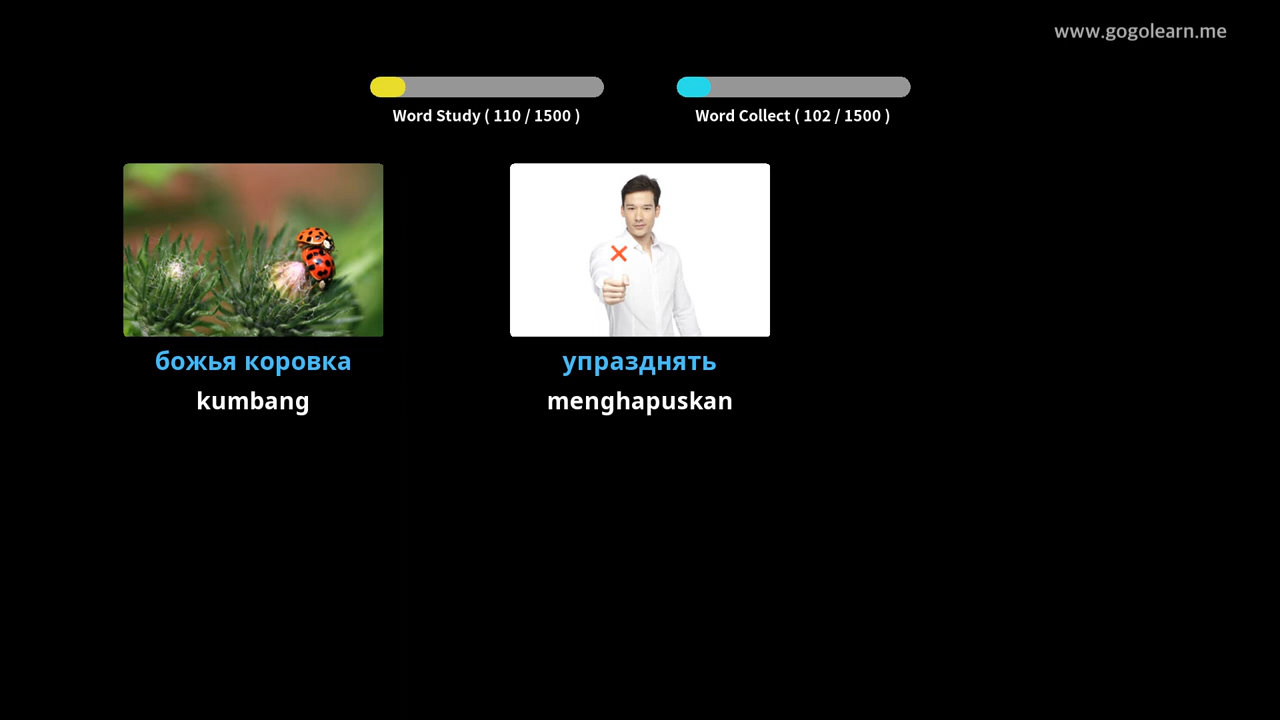 www.gogolearn.me
Word Study ( 110 / 1500 )
Word Collect ( 102 / 1500 )
божья коровка
kumbang
упразднять
menghapuskan